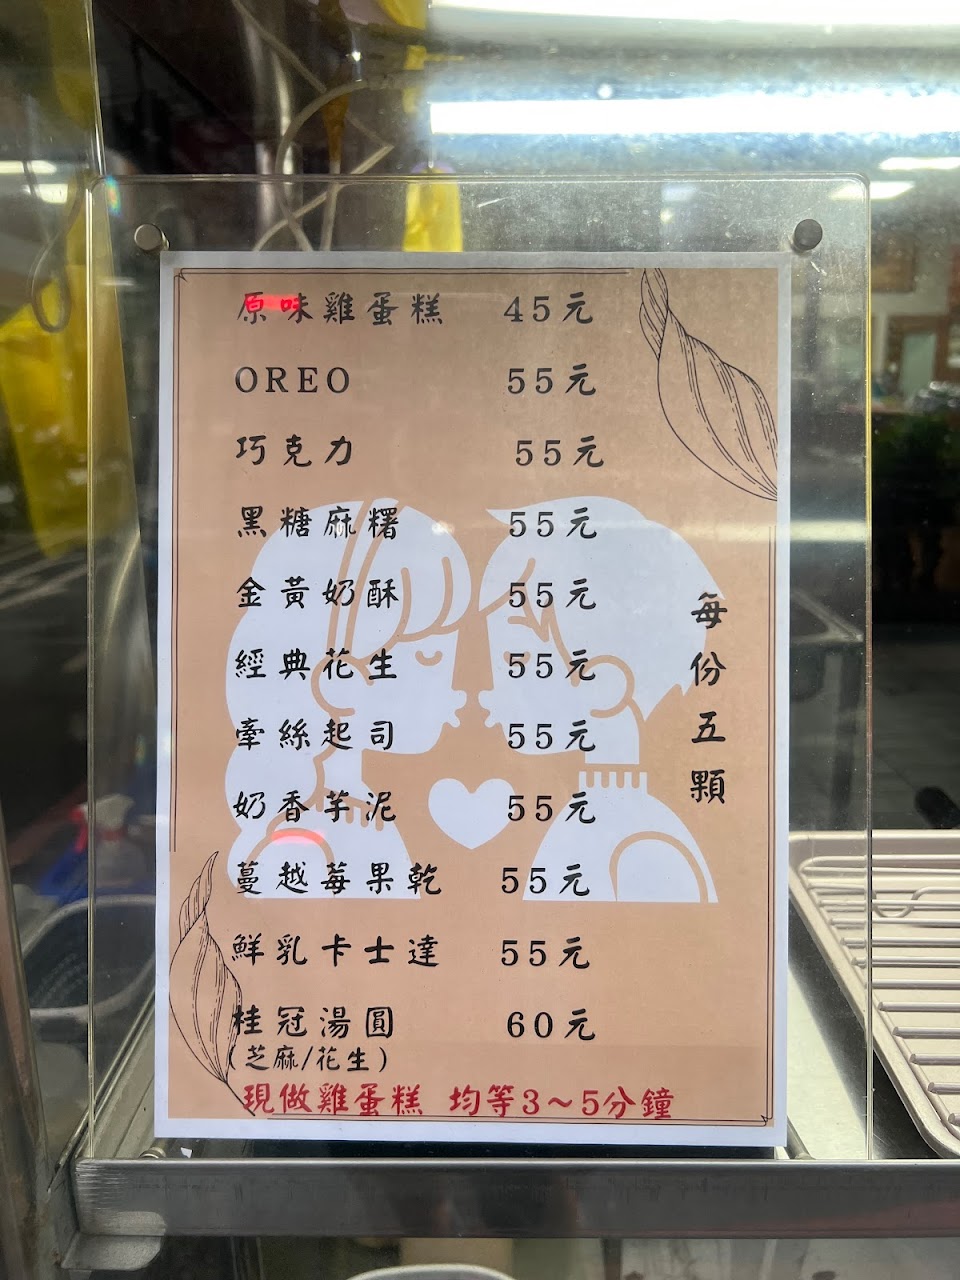 原味雞蛋糕 45元
OREO 55元
巧克力 55元
黑糖麻糬 55元
金黃奶酥 55元
經典花生 55元
牽絲起司 55元
奶香芋泥 55元
蔓越莓果乾 55元
鮮乳卡士達 55元
桂冠湯圓 60元
(芝麻/花生)
每份五顆
現做雞蛋糕 均等3～5分鐘